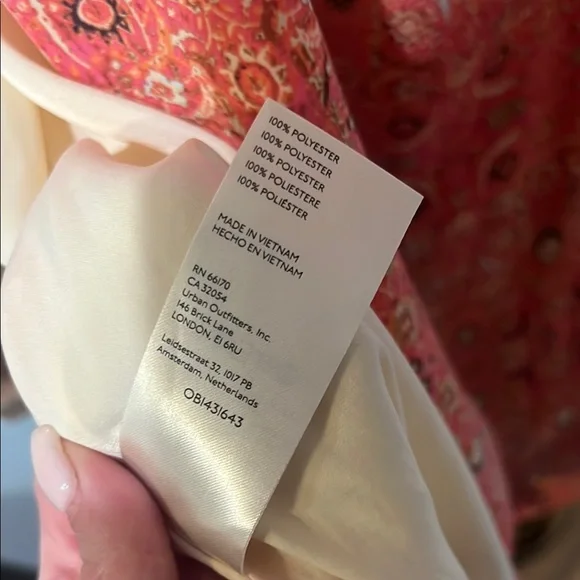 100% POLYESTER
100% POLYESTER
100% POLYESTER
100% POLIESTERE
100% POLIÉSTER
MADE IN VIETNAM
HECHO EN VIETNAM
RN 66170
CA 32054
Urban Outfitters, Inc.
146 Brick Lane
LONDON, E1 6RU
Leidsestraat 32, 1017 PB
Amsterdam, Netherlands
OB1431643